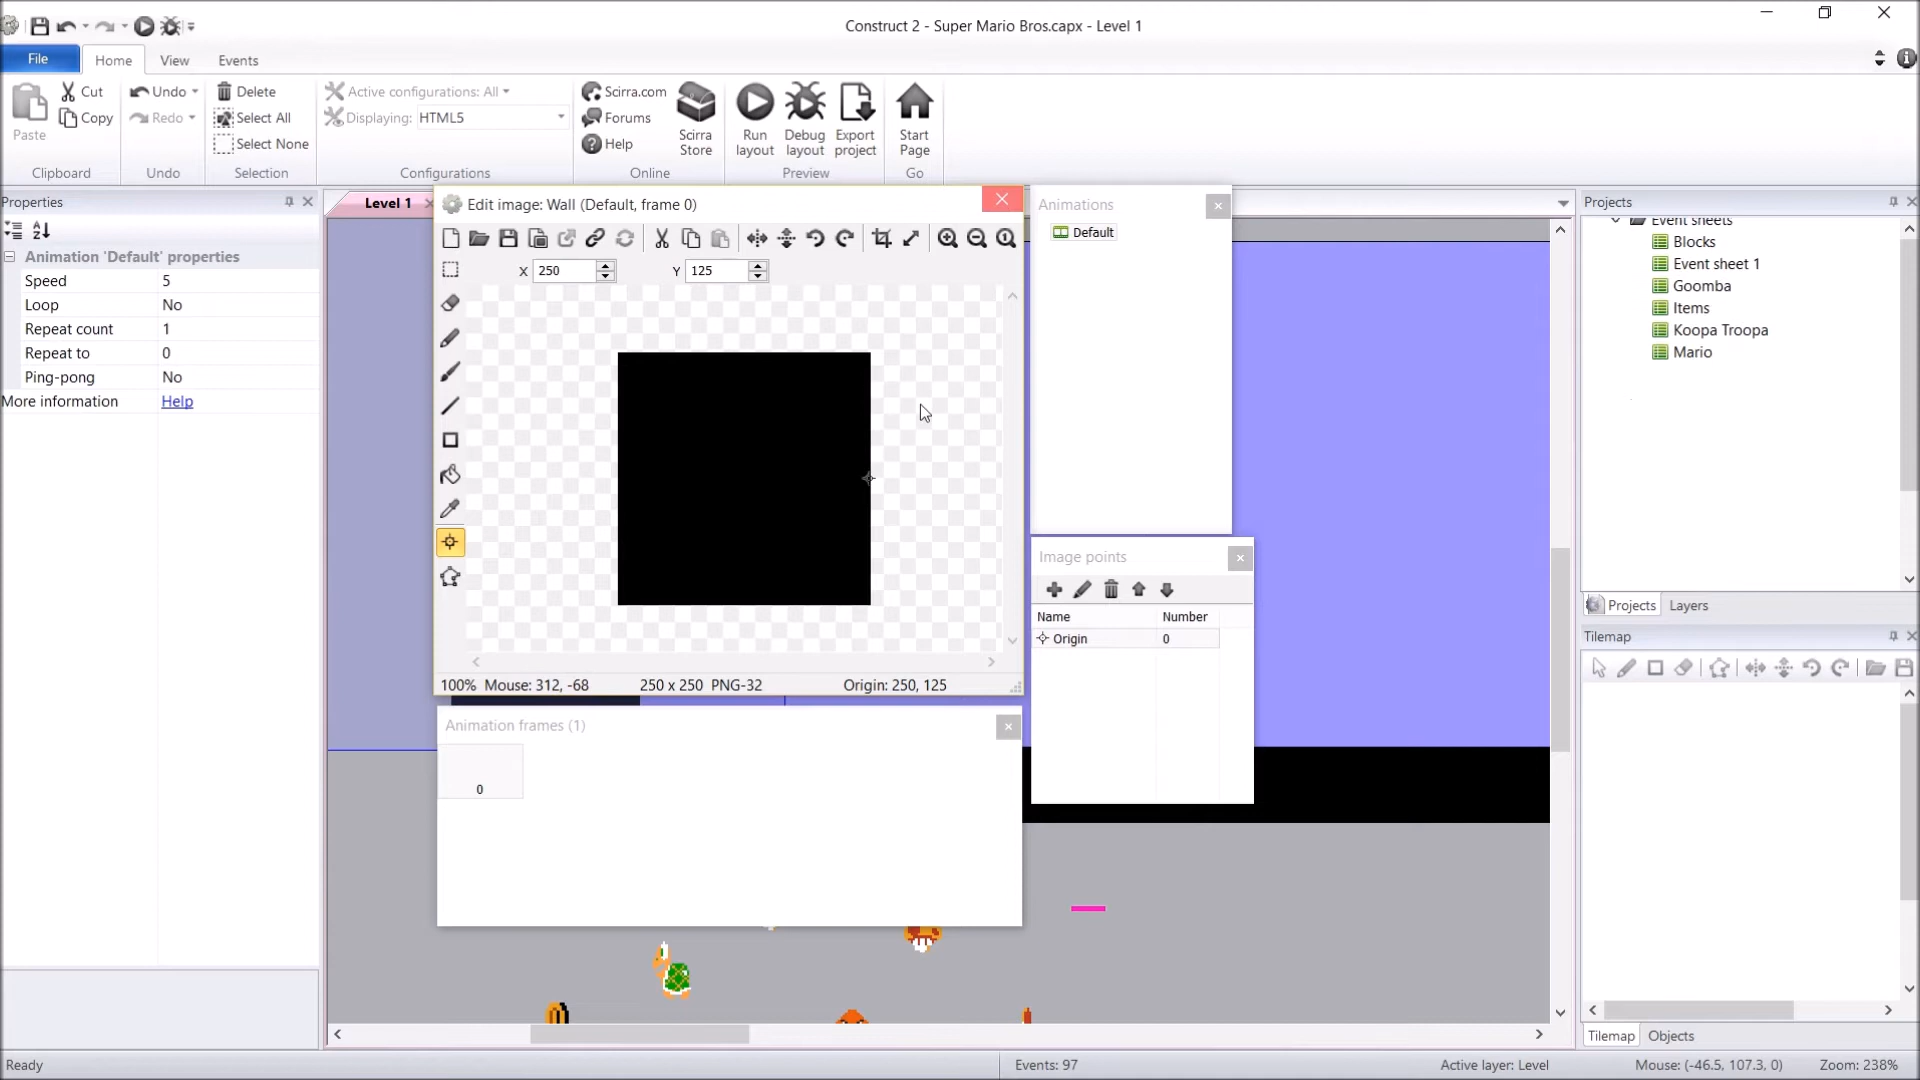 Construct 2 - Super Mario Bros.capx - Level 1
File Home View Events
Paste
Cut
Copy
Clipboard
Undo
Redo
Undo
Delete
Select All
Select None
Selection
Active configurations: All
Displaying: HTML5
Configurations
Scirra.com
Forums
Help
Scirra Store
Online
Run layout
Debug layout
Export project
Preview
Start Page
Go
Properties
Animation 'Default' properties
Speed 5
Loop No
Repeat count 1
Repeat to 0
Ping-pong No
More information Help
Level 1
Edit image: Wall (Default, frame 0)
X 250 Y 125
100% Mouse: 312, -68 250 x 250 PNG-32 Origin: 250, 125
Animation frames (1)
0
Animations
Default
Image points
Name Number
Origin 0
Projects
Event sheets
Blocks
Event sheet 1
Goomba
Items
Koopa Troopa
Mario
Projects Layers
Tilemap
Tilemap Objects
Ready Events: 97 Active layer: Level Mouse: (-46.5, 107.3, 0) Zoom: 238%